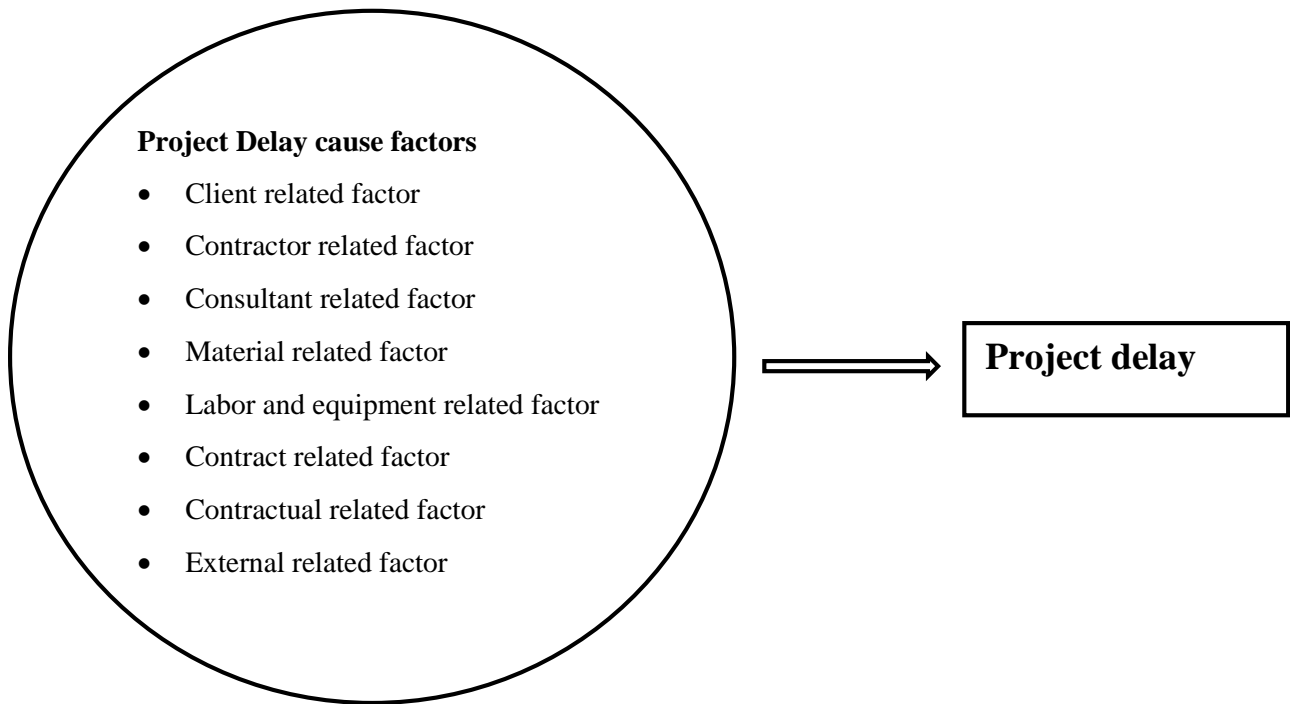 Project Delay cause factors
• Client related factor
• Contractor related factor
• Consultant related factor
• Material related factor
• Labor and equipment related factor
• Contract related factor
• Contractual related factor
• External related factor
Project delay